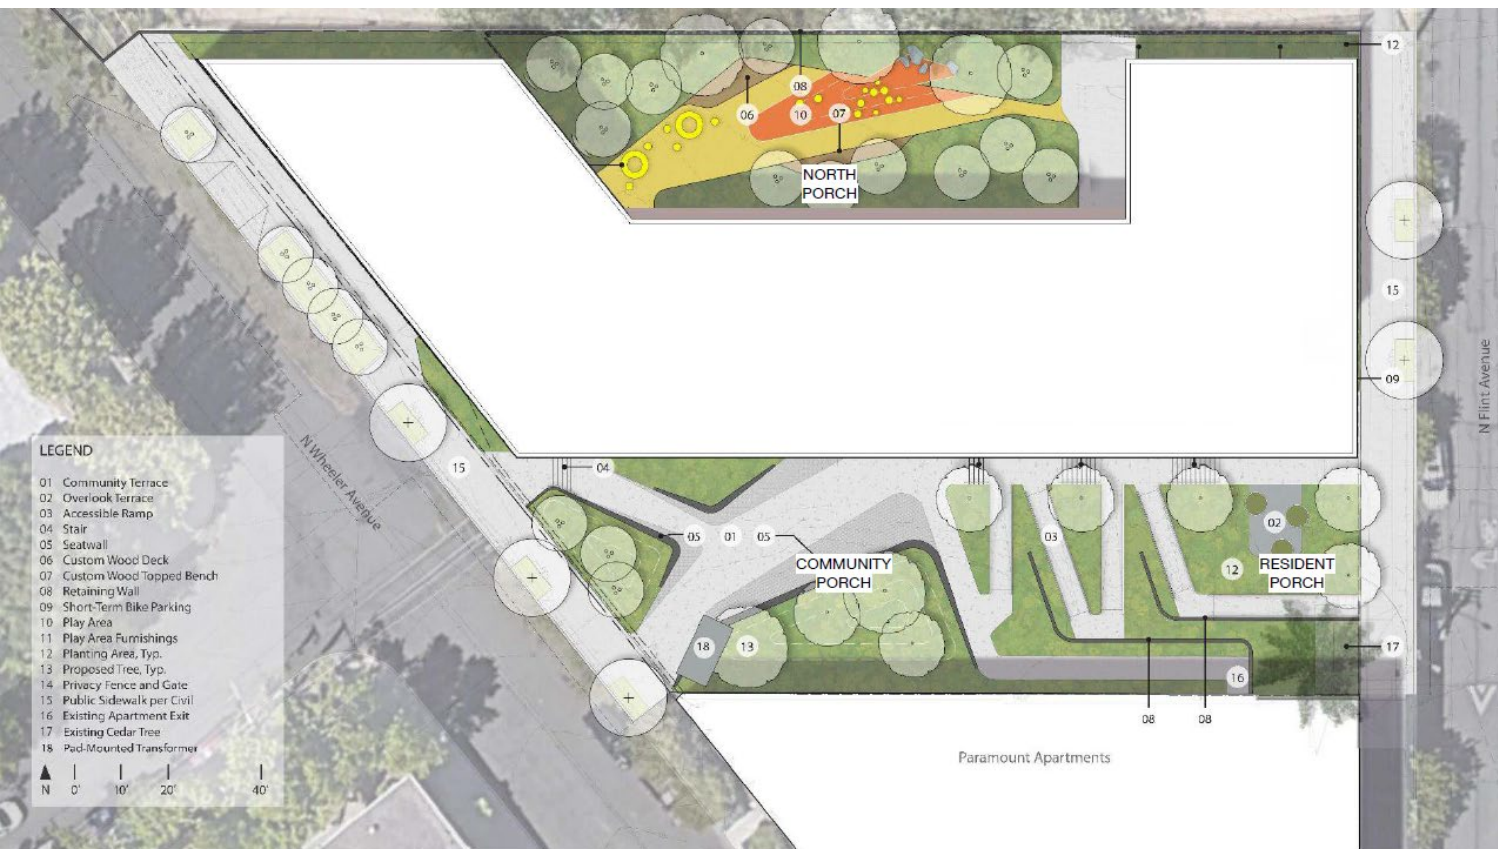 12
08
06
10
07
NORTH
PORCH
15
09
N Flint Avenue
LEGEND
01 Community Terrace
02 Overlook Terrace
03 Accessible Ramp
04 Stair
05 Seatwall
06 Custom Wood Deck
07 Custom Wood Topped Bench
08 Retaining Wall
09 Short-Term Bike Parking
10 Play Area
11 Play Area Furnishings
12 Planting Area, Typ.
13 Proposed Tree, Typ.
14 Privacy Fence and Gate
15 Public Sidewalk per Civil
16 Existing Apartment Exit
17 Existing Cedar Tree
18 Pad-Mounted Transformer
N 0' 10' 20' 40'
N Wheeler Avenue
15
04
05
01
05
03
02
COMMUNITY
PORCH
12
RESIDENT
PORCH
18
13
17
16
08
08
Paramount Apartments